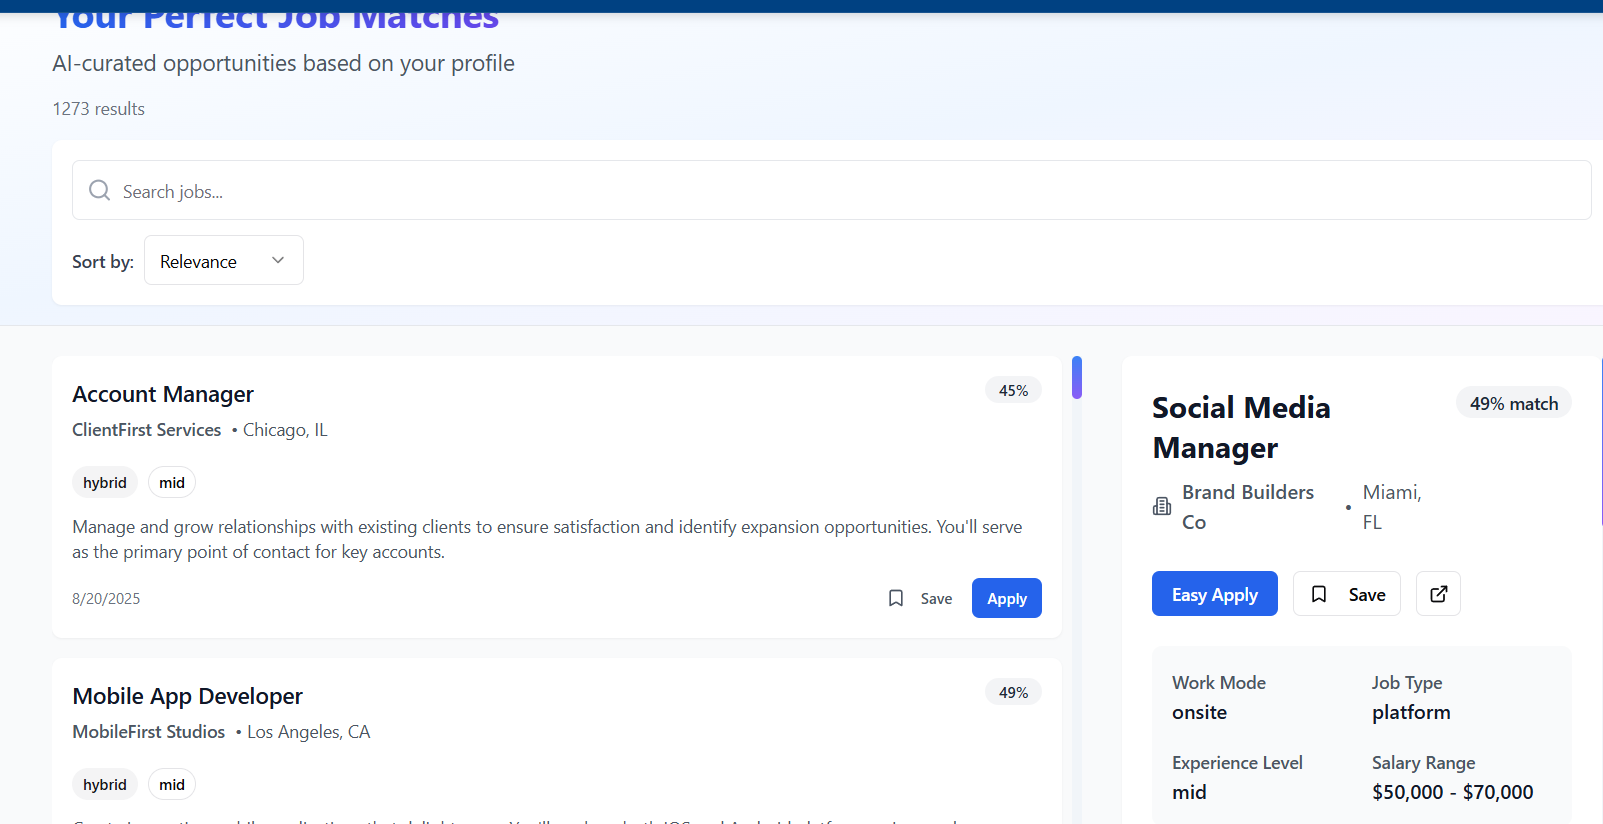 Your Perfect Job Matches
AI-curated opportunities based on your profile
1273 results
Search jobs...
Sort by:
Relevance
Account Manager
45%
ClientFirst Services • Chicago, IL
hybrid
mid
Manage and grow relationships with existing clients to ensure satisfaction and identify expansion opportunities. You'll serve
as the primary point of contact for key accounts.
8/20/2025
Save
Apply
Mobile App Developer
49%
MobileFirst Studios • Los Angeles, CA
hybrid
mid
Social Media
Manager
49% match
Brand Builders
Co
•
Miami,
FL
Easy Apply
Save
Work Mode
onsite
Job Type
platform
Experience Level
mid
Salary Range
$50,000 - $70,000